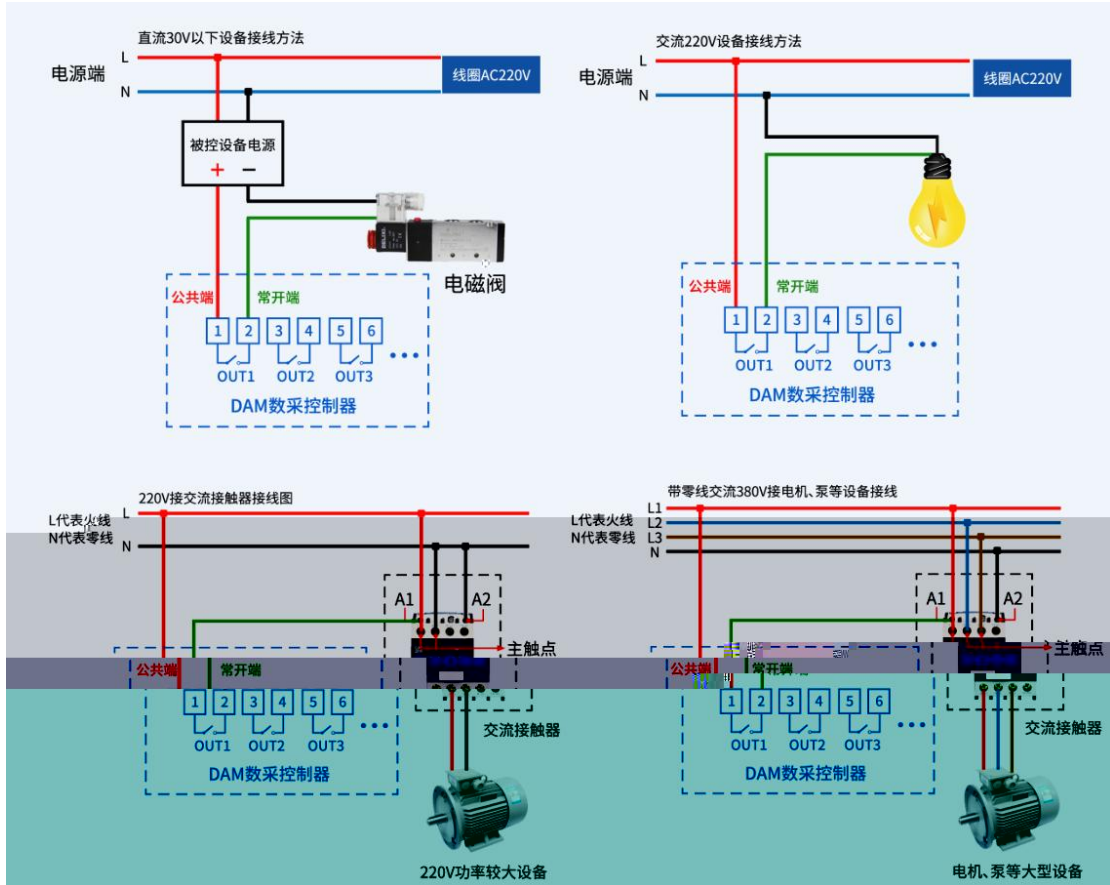 直流30V以下设备接线方法
L
电源端
N
线圈AC220V
被控设备电源
+ −
电磁阀
公共端 常开端
1 2 3 4 5 6
OUT1 OUT2 OUT3
DAM数采控制器
交流220V设备接线方法
L
电源端
N
线圈AC220V
公共端 常开端
1 2 3 4 5 6
OUT1 OUT2 OUT3
DAM数采控制器
220V接交流接触器接线图
L
L代表火线
N代表零线
N
A1 A2
主触点
公共端 常开端
1 2 3 4 5 6
OUT1 OUT2 OUT3
交流接触器
DAM数采控制器
220V功率较大设备
带零线交流380V接电机、泵等设备接线
L1
L代表火线
L2
N代表零线
L3
N
A1 A2
主触点
公共端 常开端
1 2 3 4 5 6
OUT1 OUT2 OUT3
交流接触器
DAM数采控制器
电机、泵等大型设备